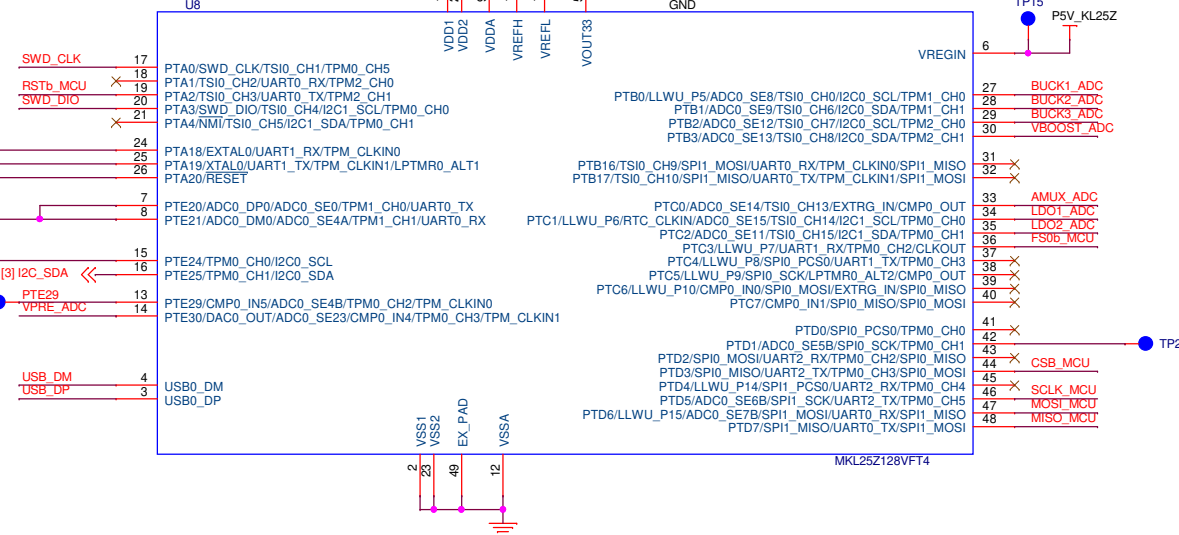 U8
GND
TP15
P5V_KL25Z
VDD1
VDD2
VDDA
VREFH
VREFL
VOUT33
VREGIN
6
SWD_CLK
17
PTA0/SWD_CLK/TSI0_CH1/TPM0_CH5
18
PTA1/TSI0_CH2/UART0_RX/TPM2_CH0
RSTb_MCU
19
PTA2/TSI0_CH3/UART0_TX/TPM2_CH1
SWD_DIO
20
PTA3/SWD_DIO/TSI0_CH4/I2C1_SCL/TPM0_CH0
21
PTA4/NMI/TSI0_CH5/I2C1_SDA/TPM0_CH1
24
PTA18/EXTAL0/UART1_RX/TPM_CLKIN0
25
PTA19/XTAL0/UART1_TX/TPM_CLKIN1/LPTMR0_ALT1
26
PTA20/RESET
7
PTE20/ADC0_DP0/ADC0_SE0/TPM1_CH0/UART0_TX
8
PTE21/ADC0_DM0/ADC0_SE4A/TPM1_CH1/UART0_RX
15
PTE24/TPM0_CH0/I2C0_SCL
[3] I2C_SDA
16
PTE25/TPM0_CH1/I2C0_SDA
PTE29
13
PTE29/CMP0_IN5/ADC0_SE4B/TPM0_CH2/TPM_CLKIN0
VPRE_ADC
14
PTE30/DAC0_OUT/ADC0_SE23/CMP0_IN4/TPM0_CH3/TPM_CLKIN1
USB_DM
4
USB0_DM
USB_DP
3
USB0_DP
PTB0/LLWU_P5/ADC0_SE8/TSI0_CH0/I2C0_SCL/TPM1_CH0
27
BUCK1_ADC
PTB1/ADC0_SE9/TSI0_CH6/I2C0_SDA/TPM1_CH1
28
BUCK2_ADC
PTB2/ADC0_SE12/TSI0_CH7/I2C0_SCL/TPM2_CH0
29
BUCK3_ADC
PTB3/ADC0_SE13/TSI0_CH8/I2C0_SDA/TPM2_CH1
30
VBOOST_ADC
PTB16/TSI0_CH9/SPI1_MOSI/UART0_RX/TPM_CLKIN0/SPI1_MISO
31
PTB17/TSI0_CH10/SPI1_MISO/UART0_TX/TPM_CLKIN1/SPI1_MOSI
32
PTC0/ADC0_SE14/TSI0_CH13/EXTRG_IN/CMP0_OUT
33
AMUX_ADC
PTC1/LLWU_P6/RTC_CLKIN/ADC0_SE15/TSI0_CH14/I2C1_SCL/TPM0_CH0
34
LDO1_ADC
PTC2/ADC0_SE11/TSI0_CH15/I2C1_SDA/TPM0_CH1
35
LDO2_ADC
PTC3/LLWU_P7/UART1_RX/TPM0_CH2/CLKOUT
36
FS0b_MCU
PTC4/LLWU_P8/SPI0_PCS0/UART1_TX/TPM0_CH3
37
PTC5/LLWU_P9/SPI0_SCK/LPTMR0_ALT2/CMP0_OUT
38
PTC6/LLWU_P10/CMP0_IN0/SPI0_MOSI/EXTRG_IN/SPI0_MISO
39
PTC7/CMP0_IN1/SPI0_MISO/SPI0_MOSI
40
PTD0/SPI0_PCS0/TPM0_CH0
41
PTD1/ADC0_SE5B/SPI0_SCK/TPM0_CH1
42
PTD2/SPI0_MOSI/UART2_RX/TPM0_CH2/SPI0_MISO
43
PTD3/SPI0_MISO/UART2_TX/TPM0_CH3/SPI0_MOSI
44
CSB_MCU
PTD4/LLWU_P14/SPI1_PCS0/UART2_RX/TPM0_CH4
45
PTD5/ADC0_SE6B/SPI1_SCK/UART2_TX/TPM0_CH5
46
SCLK_MCU
PTD6/LLWU_P15/ADC0_SE7B/SPI1_MOSI/UART0_RX/SPI1_MISO
47
MOSI_MCU
PTD7/SPI1_MISO/UART0_TX/SPI1_MOSI
48
MISO_MCU
VSS1
VSS2
EX_PAD
VSSA
2
23
49
12
MKL25Z128VFT4